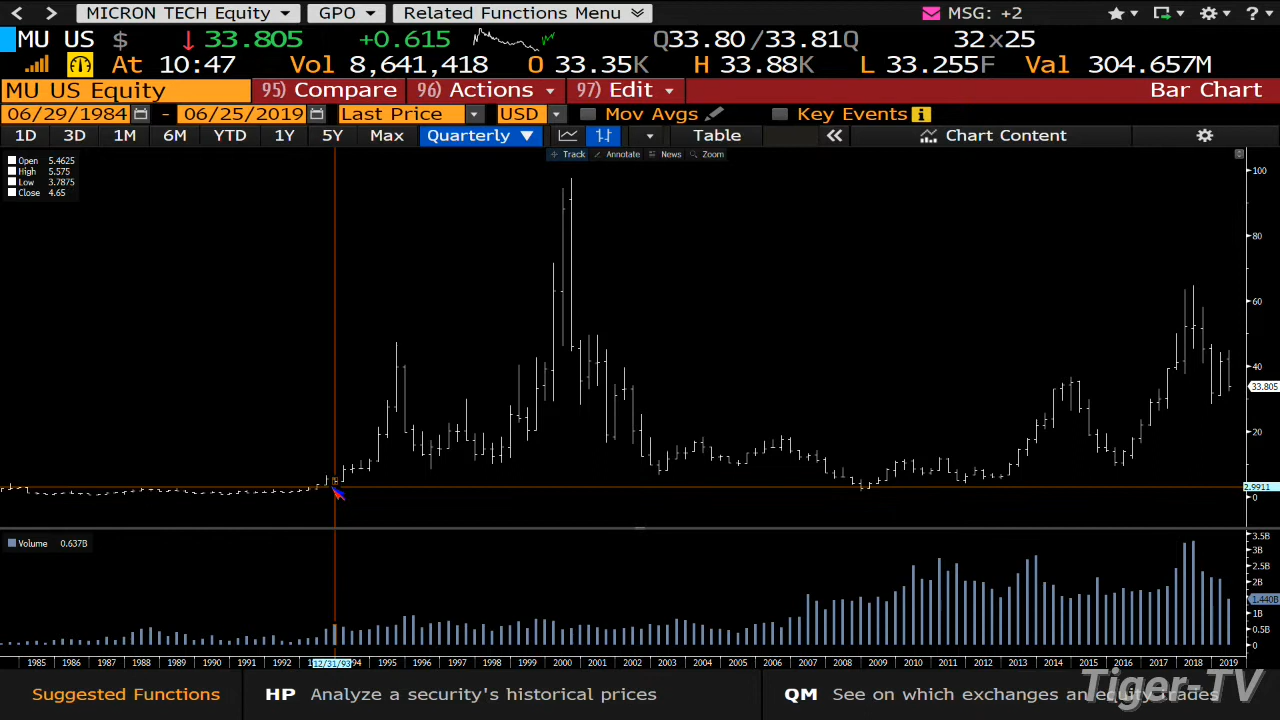 MICRON TECH Equity GPO Related Functions Menu MSG: +2
MU US $ ↓ 33.805 +0.615 Q33.80/33.81Q 32x25
At 10:47 Vol 8,641,418 O 33.35K H 33.88K L 33.255F Val 304.657M
MU US Equity 95) Compare 96) Actions 97) Edit Bar Chart
06/29/1984 - 06/25/2019 Last Price USD Mov Avgs Key Events
1D 3D 1M 6M YTD 1Y 5Y Max Quarterly ▼ Table « Chart Content
Track Annotate News Zoom
Open 5.4625
High 5.575
Low 3.7875
Close 4.65
100
80
60
40
33.805
20
2.9911
0
Volume 0.637B
3.5B
3B
2.5B
2B
1.440B
1B
0.5B
0
1985 1986 1987 1988 1989 1990 1991 1992 12/31/93 1995 1996 1997 1998 1999 2000 2001 2002 2003 2004 2005 2006 2007 2008 2009 2010 2011 2012 2013 2014 2015 2016 2017 2018 2019
Suggested Functions HP Analyze a security's historical prices QM See on which exchanges an equity trades
Tiger-TV